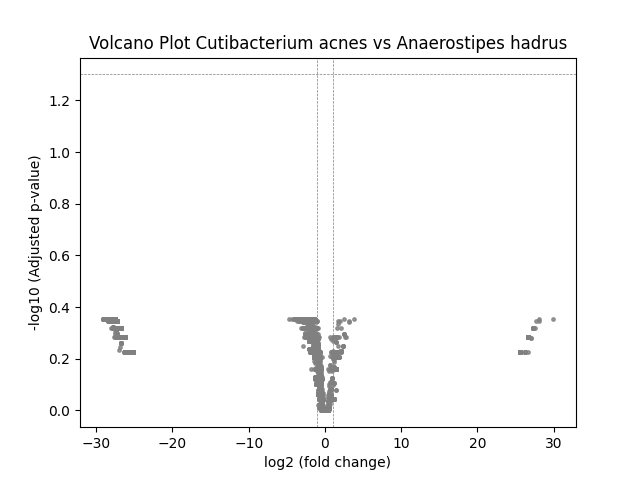 Volcano Plot Cutibacterium acnes vs Anaerostipes hadrus
-log10 (Adjusted p-value)
1.2
1.0
0.8
0.6
0.4
0.2
0.0
−30 −20 −10 0 10 20 30
log2 (fold change)